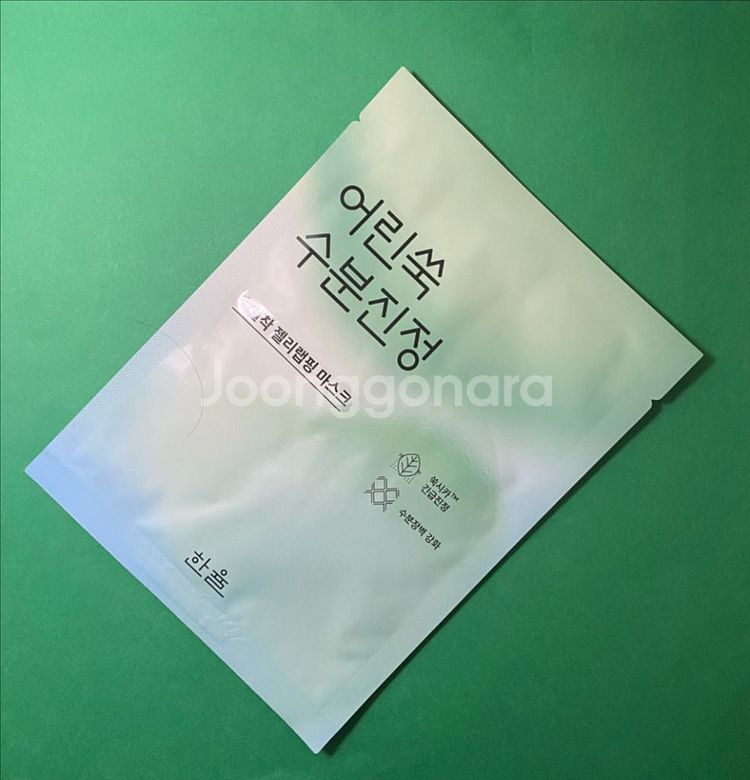 어린쑥
수분진정
착 젤리랩핑 마스크
Joonggonara
쑥시카™
긴급진정
수분장벽 강화
한율